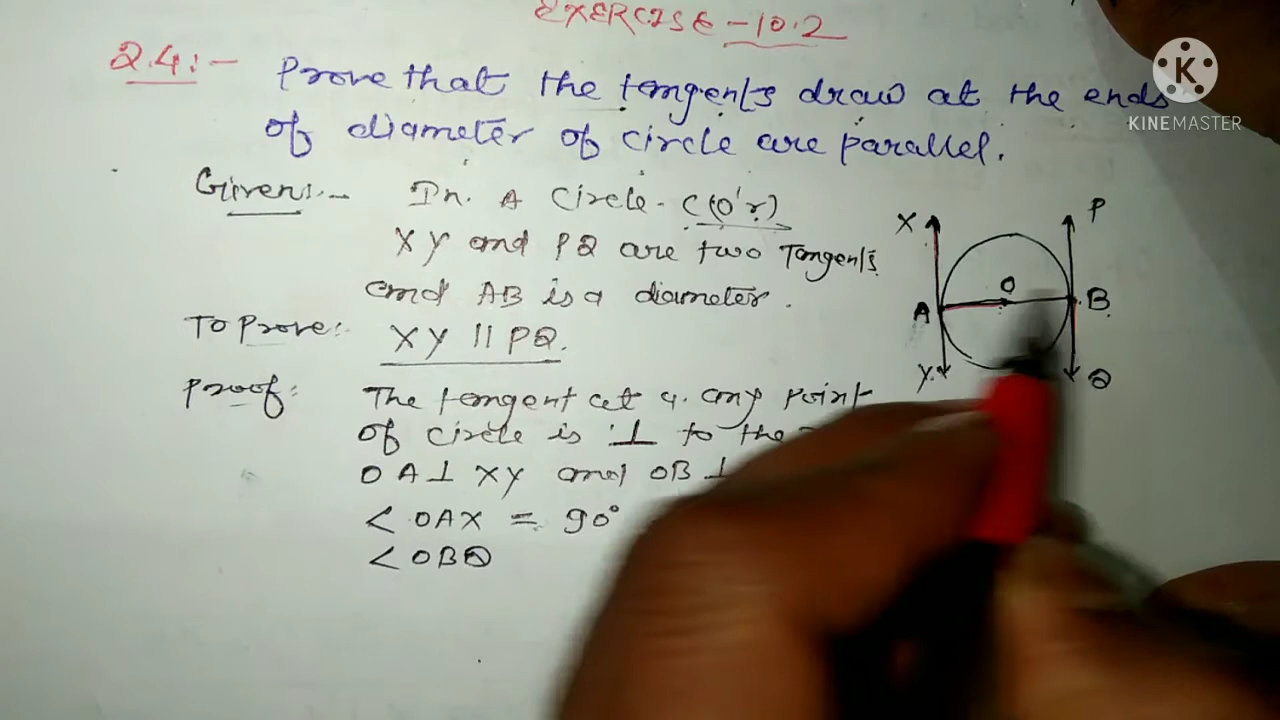 EXERCISE - 10.2
Q.4:- Prove that the tangents draw at the ends
of diameter of circle are parallel.
Given:- In. A Circle. C(O'r)
XY and PQ are two Tangents
and AB is a diameter.
To Prove: XY || PQ.
Proof: The tangent at a. any point
of circle is ⊥ to the
OA⊥ XY and OB ⊥
< OAX = 90°
< OBQ
X P
O
A B
Y Q
K
KINEMASTER